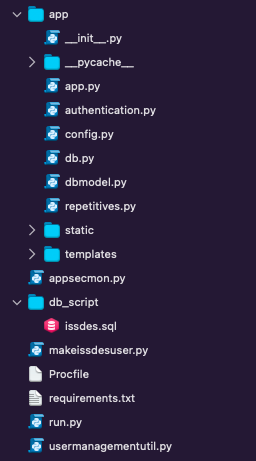 app
__init__.py
__pycache__
app.py
authentication.py
config.py
db.py
dbmodel.py
repetitives.py
static
templates
appsecmon.py
db_script
issdes.sql
makeissdesuser.py
Procfile
requirements.txt
run.py
usermanagementutil.py